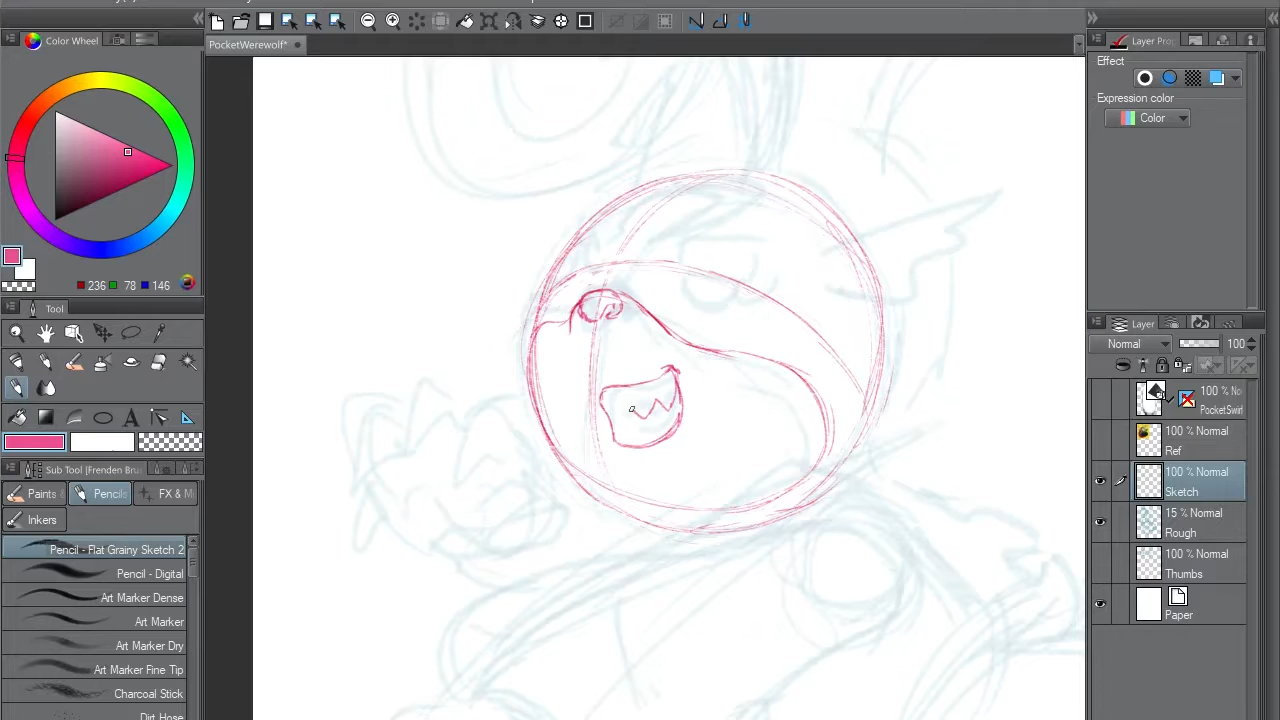 Color Wheel
PocketWerewolf*
Layer Prop
Effect
Expression color
Color
236 78 146
Tool
Layer
Normal 100
100 % No
PocketSwirl
100 % Normal
Ref
100 % Normal
Sketch
15 % Normal
Rough
100 % Normal
Thumbs
Paper
Sub Tool [Frenden Bru
Paints
Pencils
FX & M
Inkers
Pencil - Flat Grainy Sketch 2
Pencil - Digital
Art Marker Dense
Art Marker
Art Marker Dry
Art Marker Fine Tip
Charcoal Stick
Dirt Hose